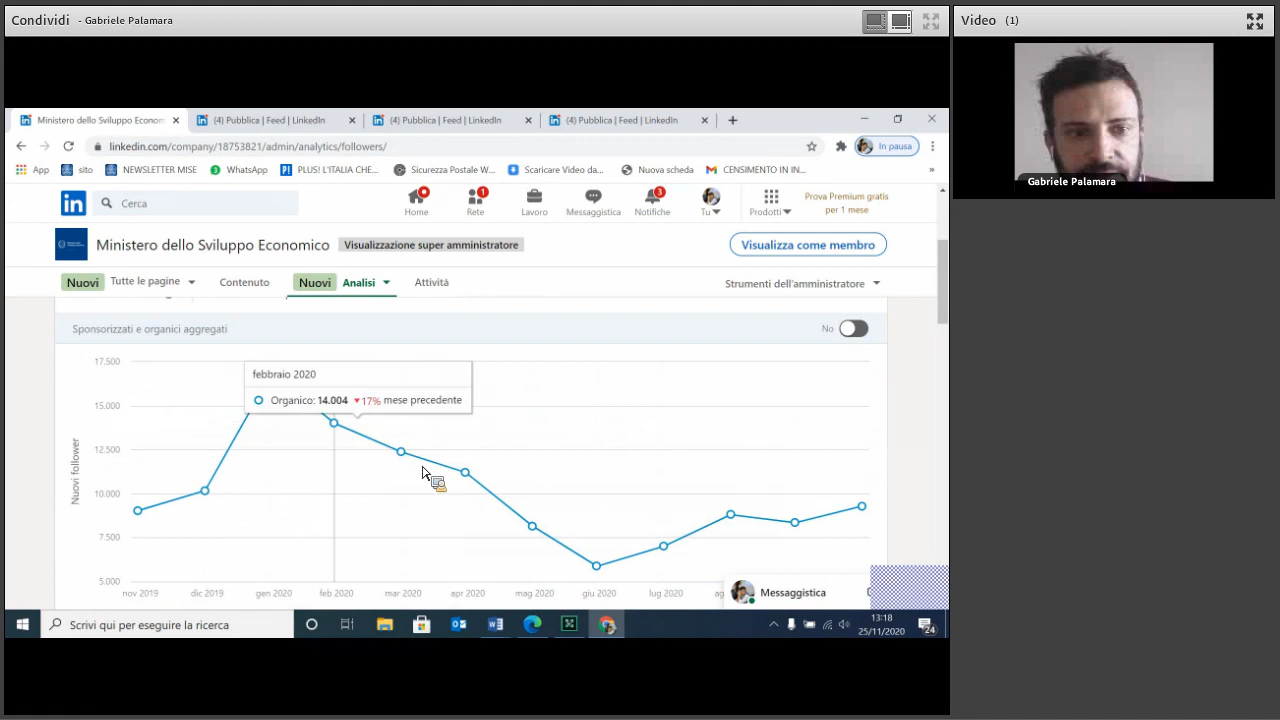 Condividi - Gabriele Palamara
Video (1)
Gabriele Palamara
Ministero dello Sviluppo Econom
(4) Pubblica | Feed | LinkedIn
(4) Pubblica | Feed | LinkedIn
(4) Pubblica | Feed | LinkedIn
linkedin.com/company/18753821/admin/analytics/followers/
In pausa
App
sito
NEWSLETTER MISE
WhatsApp
PLUS! L'ITALIA CHE...
Sicurezza Postale W...
Scaricare Video da...
Nuova scheda
CENSIMENTO IN IN...
in
Cerca
Home
Rete
1
Lavoro
Messaggistica
Notifiche
3
Tu
Prodotti
Prova Premium gratis
per 1 mese
Ministero dello Sviluppo Economico
Visualizzazione super amministratore
Visualizza come membro
Nuovi Tutte le pagine
Contenuto
Nuovi Analisi
Attività
Strumenti dell'amministratore
Sponsorizzati e organici aggregati
No
febbraio 2020
Organico: 14.004 17% mese precedente
Nuovi follower
17.500
15.000
12.500
10.000
7.500
5.000
nov 2019
dic 2019
gen 2020
feb 2020
mar 2020
apr 2020
mag 2020
giu 2020
lug 2020
Messaggistica
Scrivi qui per eseguire la ricerca
13:18
25/11/2020
24